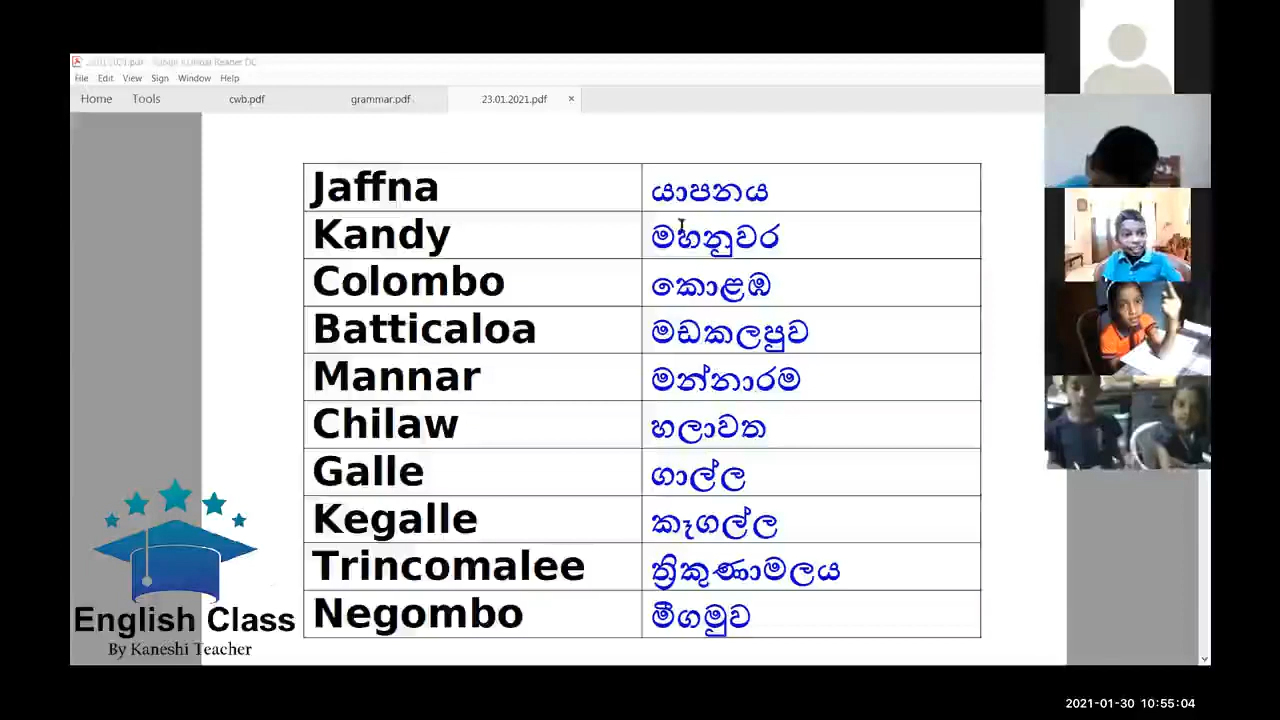 File Edit View Sign Window Help
Home Tools cwb.pdf grammar.pdf 23.01.2021.pdf ×
Jaffna යාපනය
Kandy මහනුවර
Colombo කොළඹ
Batticaloa මඩකලපුව
Mannar මන්නාරම
Chilaw හලාවත
Galle ගාල්ල
Kegalle කෑගල්ල
Trincomalee ත්‍රිකුණාමලය
Negombo මීගමුව
English Class
By Kaneshi Teacher
2021-01-30 10:55:04